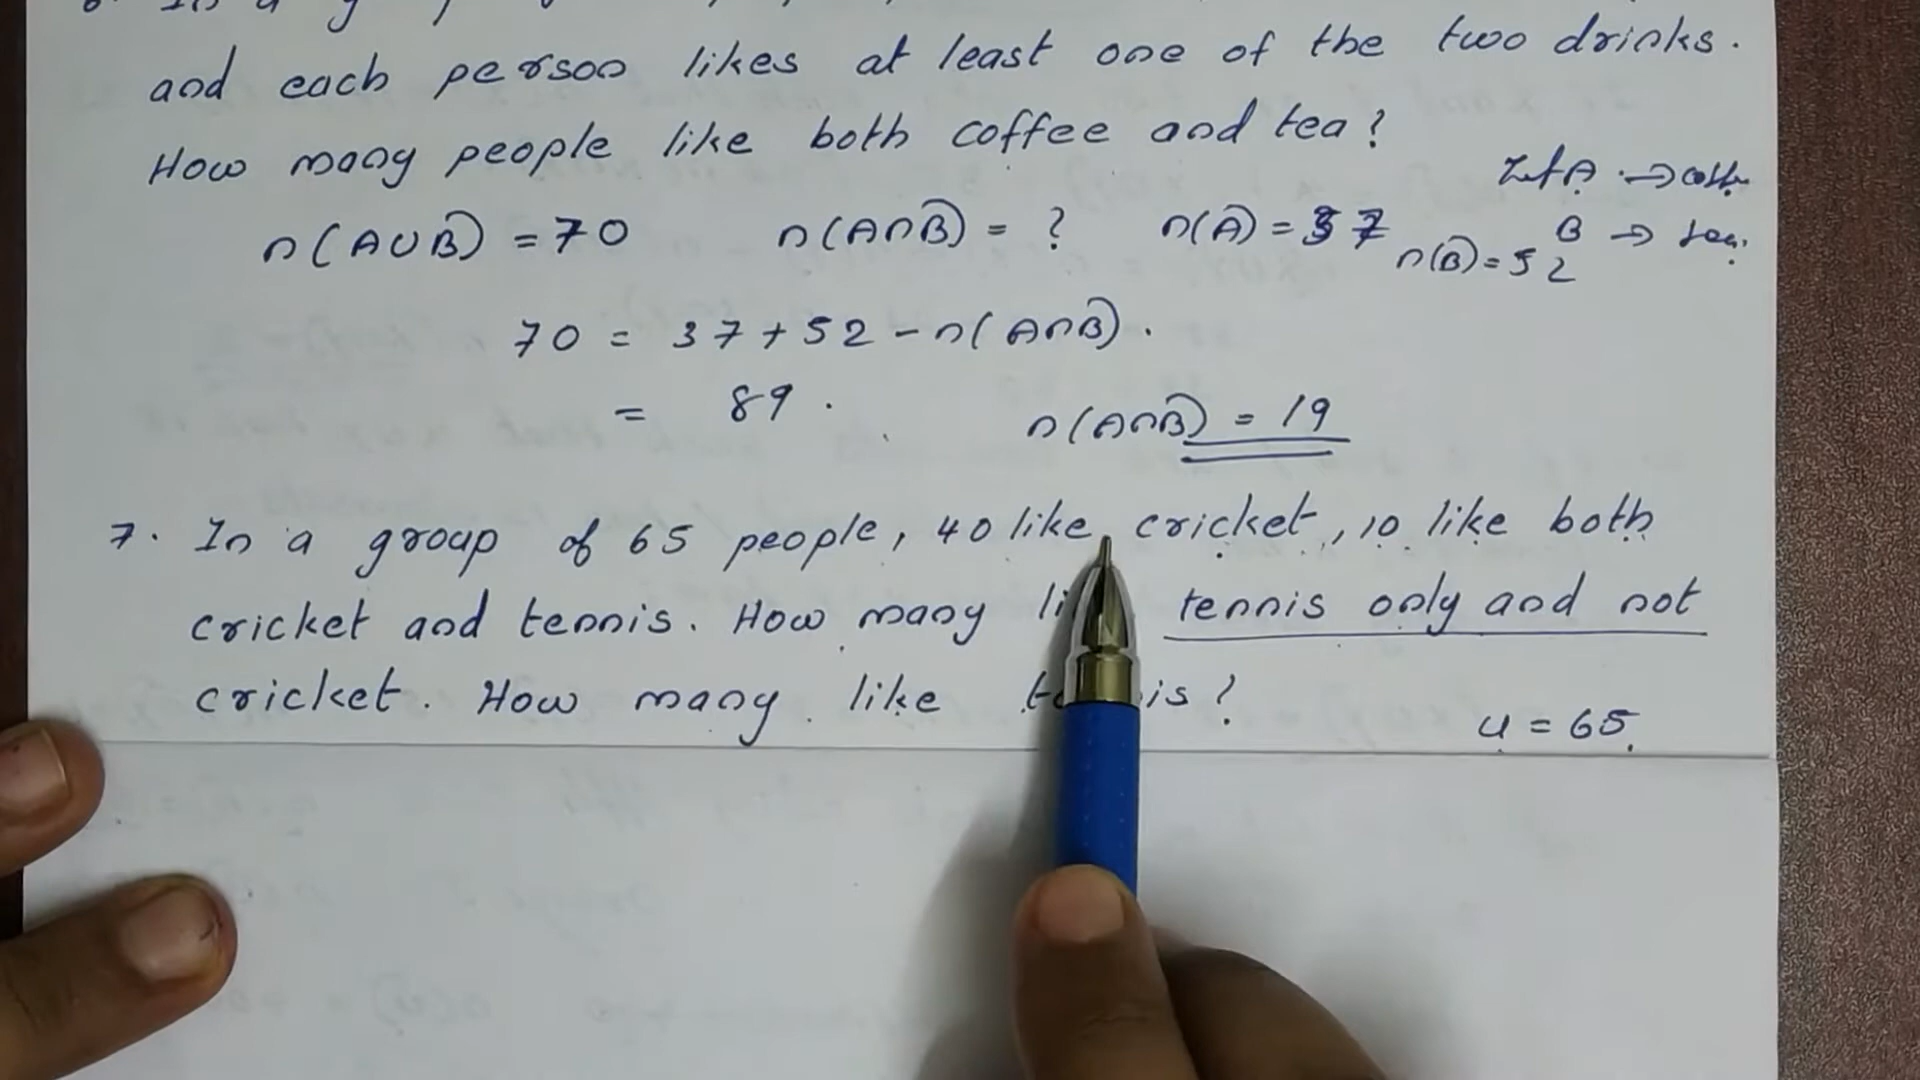 and each person likes at least one of the two drinks.
How many people like both coffee and tea?
Let A →
n(A∪B) = 70 n(A∩B) = ? n(A) = 37 n(B) = 52 B → tea.
70 = 37 + 52 - n(A∩B).
= 89. n(A∩B) = 19
7. In a group of 65 people, 40 like cricket, 10 like both
cricket and tennis. How many tennis only and not
cricket. How many like ?
U = 65.